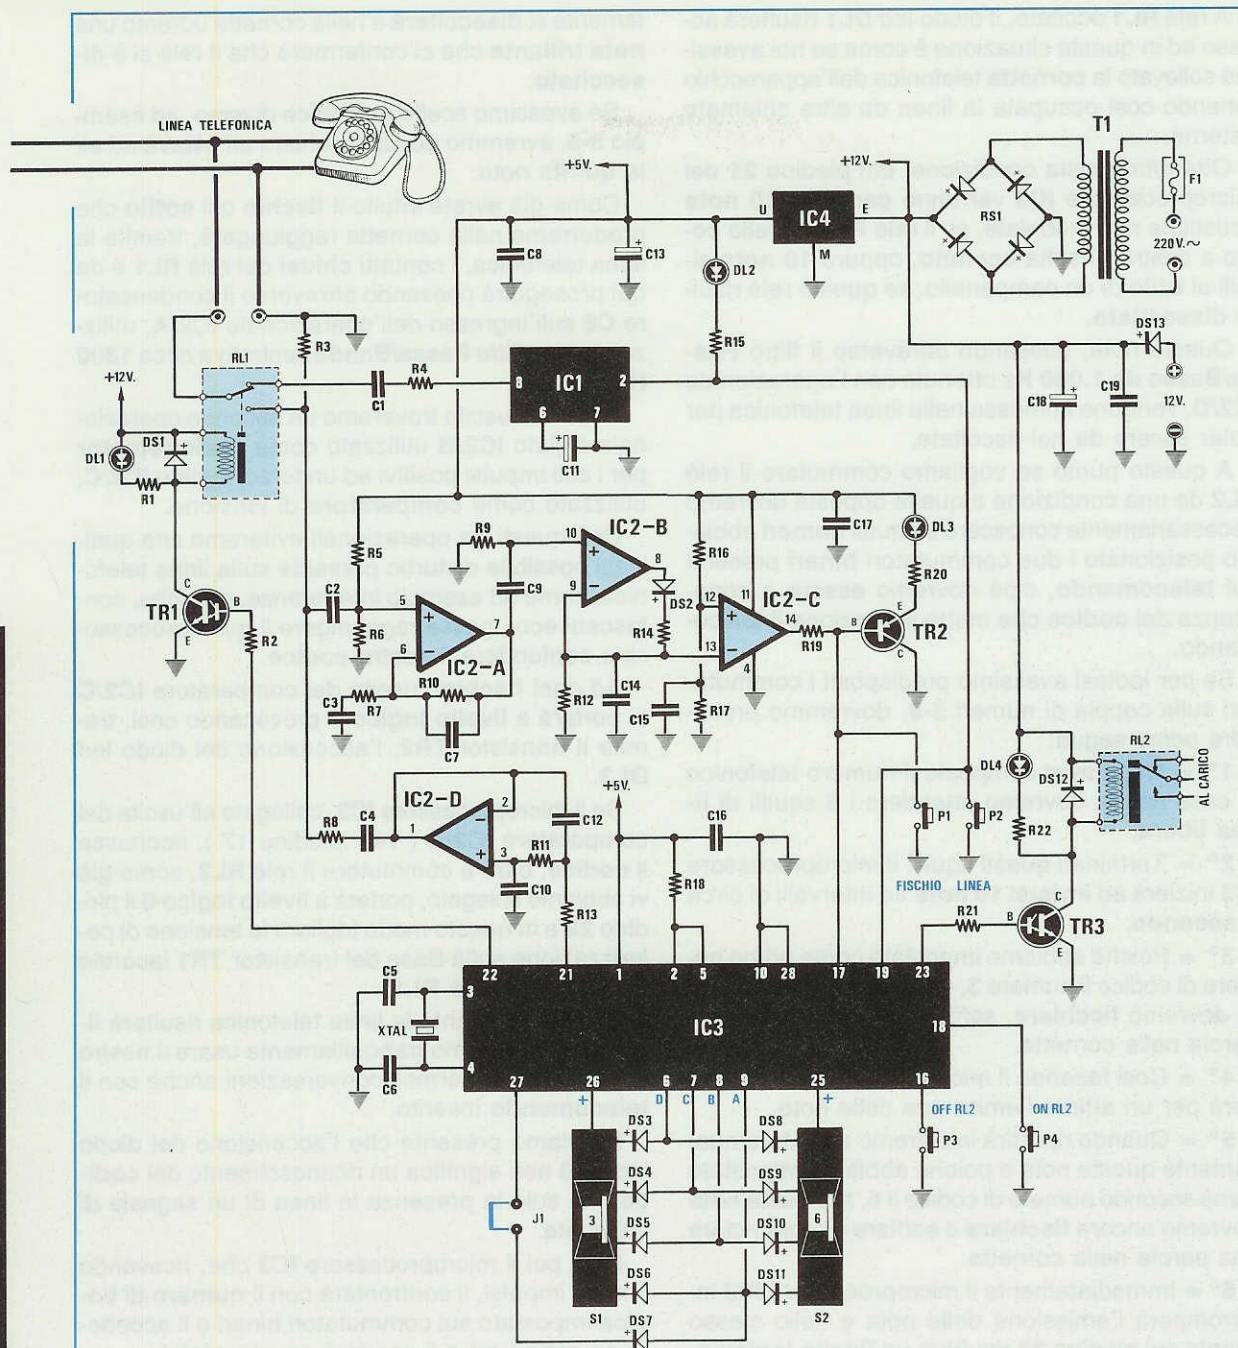 LINEA TELEFONICA
T1
+5V.
+12V.
F1
U
IC4
E
M
RS1
220 V.~
C8
C13
DL2
R15
DS13
RL1
R3
+12V.
C1
R4
8
IC1
2
6
7
C11
C18
C19
12V.
DL1
DS1
R1
R9
10
IC2-B
8
9
R16
C17
DL3
R5
C2
C9
DS2
R14
12
11
IC2-C
14
13
4
R19
R20
C
TR1
B
E
R2
R6
5
7
6
IC2-A
R10
E
B
TR2
C
C3
R7
C7
R12
C14
C15
R17
DL4
RL2
DS12
AL CARICO
R22
IC2-D
2
1
3
R8
C4
C12
R11
C10
R13
+5V.
C16
R18
P1
P2
FISCHIO
LINEA
R21
C
B
TR3
E
22
21
1
2
5
10
28
17
19
23
C5
3
XTAL
IC3
18
4
C6
27
26
6
7
8
9
25
16
+
D
C
B
A
+
OFF RL2
ON RL2
P3
P4
DS3
DS8
DS4
DS9
J1
3
6
DS5
DS10
DS6
DS11
S1
DS7
S2